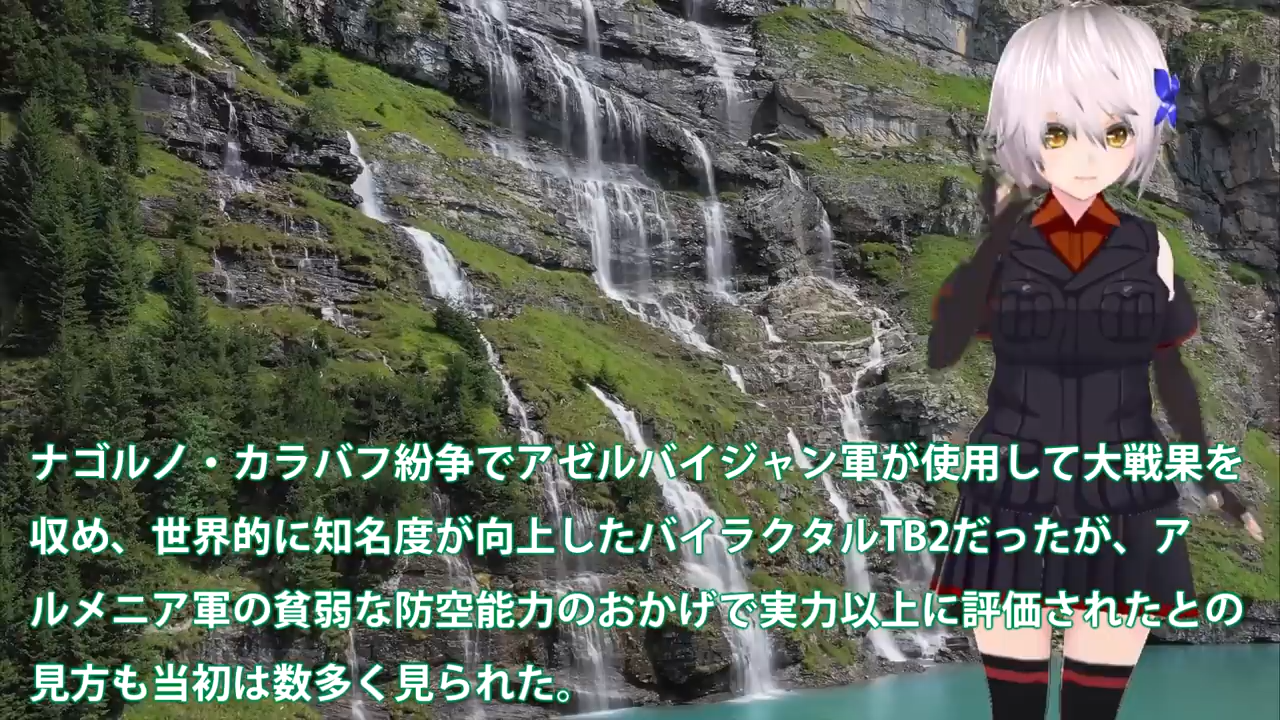 ナゴルノ・カラバフ紛争でアゼルバイジャン軍が使用して大戦果を
収め、世界的に知名度が向上したバイラクタルTB2だったが、ア
ルメニア軍の貧弱な防空能力のおかげで実力以上に評価されたとの
見方も当初は数多く見られた。